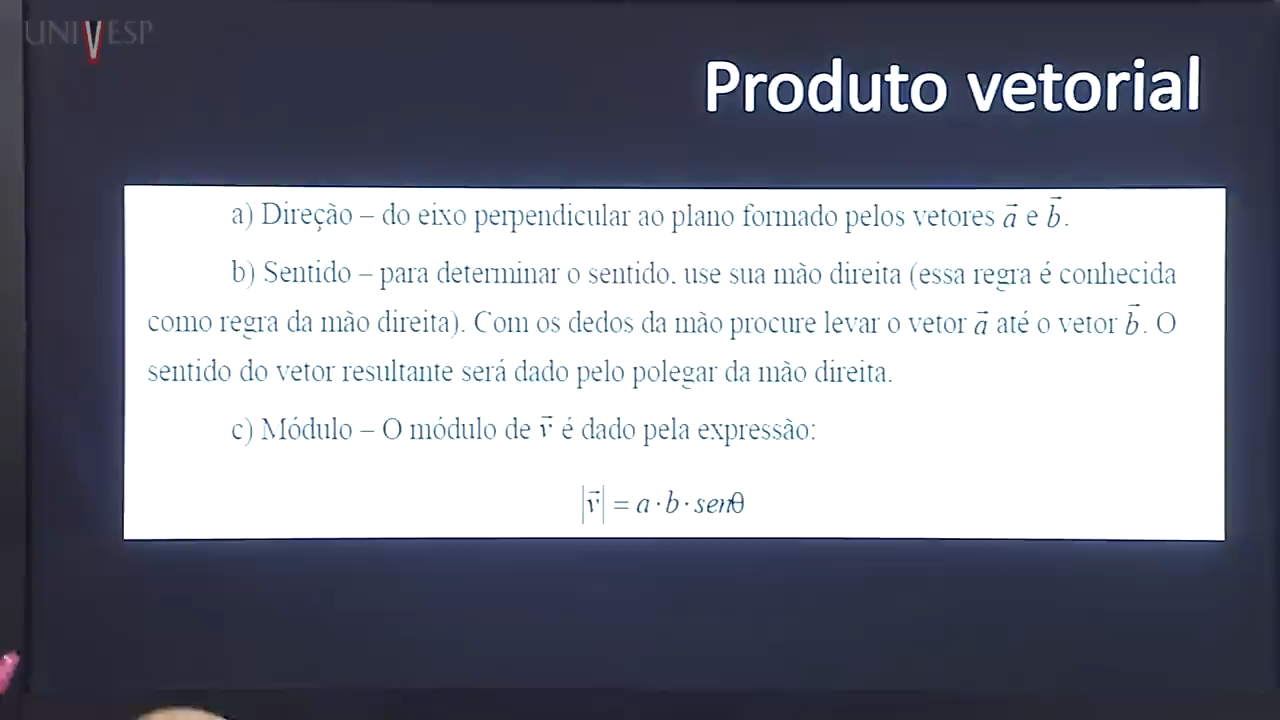 UNIVESP
Produto vetorial
a) Direção – do eixo perpendicular ao plano formado pelos vetores a⃗ e b⃗.
b) Sentido – para determinar o sentido, use sua mão direita (essa regra é conhecida
como regra da mão direita). Com os dedos da mão procure levar o vetor a⃗ até o vetor b⃗. O
sentido do vetor resultante será dado pelo polegar da mão direita.
c) Módulo – O módulo de v⃗ é dado pela expressão:
|v⃗| = a · b · senθ